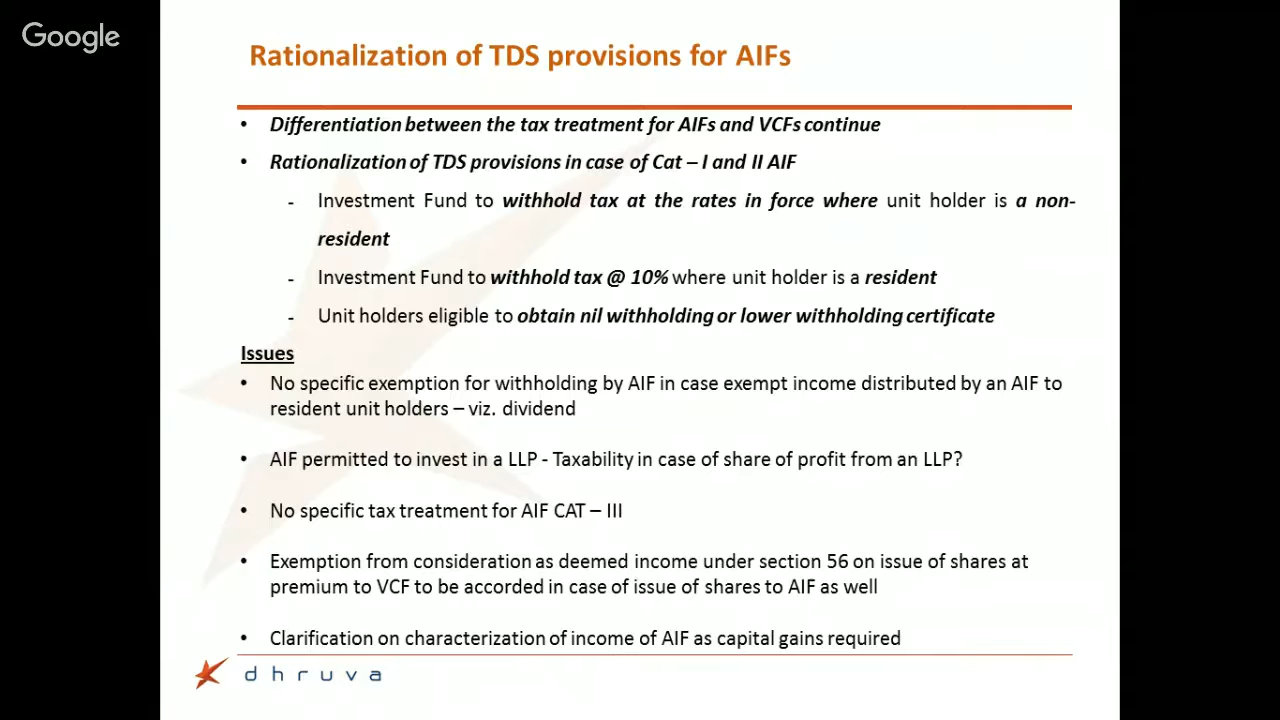 Google
Rationalization of TDS provisions for AIFs
• Differentiation between the tax treatment for AIFs and VCFs continue
• Rationalization of TDS provisions in case of Cat – I and II AIF
- Investment Fund to withhold tax at the rates in force where unit holder is a non-
resident
- Investment Fund to withhold tax @ 10% where unit holder is a resident
- Unit holders eligible to obtain nil withholding or lower withholding certificate
Issues
• No specific exemption for withholding by AIF in case exempt income distributed by an AIF to
resident unit holders – viz. dividend
• AIF permitted to invest in a LLP - Taxability in case of share of profit from an LLP?
• No specific tax treatment for AIF CAT – III
• Exemption from consideration as deemed income under section 56 on issue of shares at
premium to VCF to be accorded in case of issue of shares to AIF as well
• Clarification on characterization of income of AIF as capital gains required
dhruva